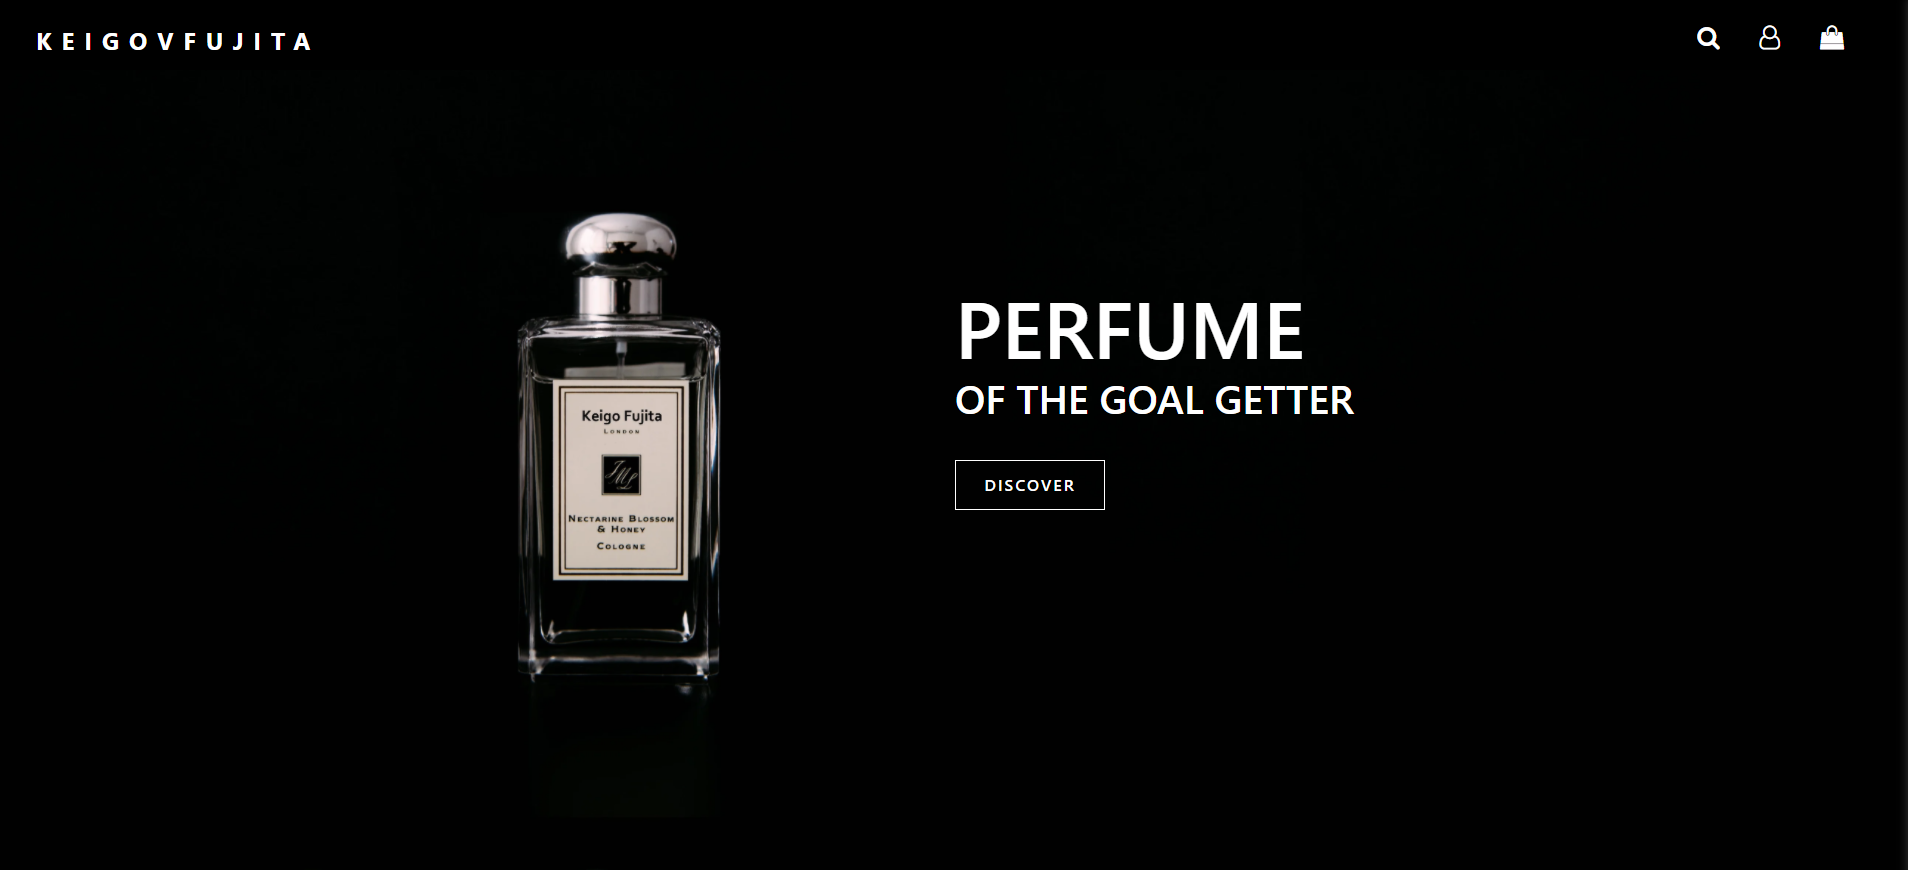 KEIGOVFUJITA
PERFUME
OF THE GOAL GETTER
DISCOVER
Keigo Fujita
LONDON
NECTARINE BLOSSOM
& HONEY
COLOGNE